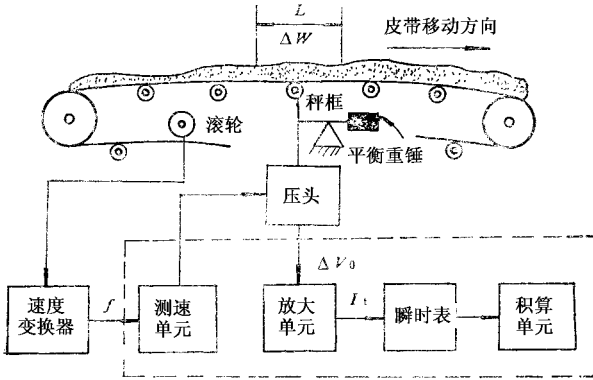 L
ΔW
皮带移动方向
滚轮
秤框
平衡重锤
压头
ΔV₀
速度
变换器
f
测速
单元
放大
单元
I₁
瞬时表
积算
单元